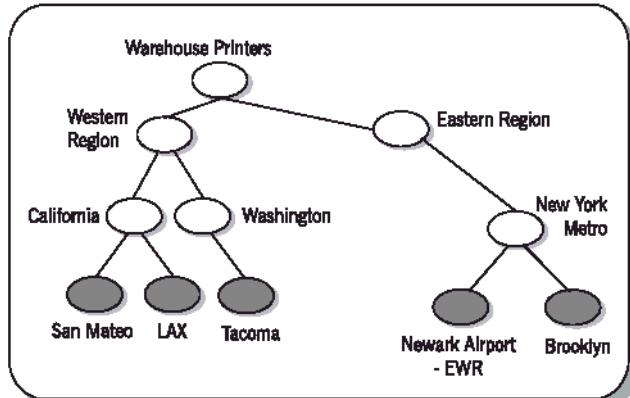 Warehouse Printers
Western
Region
Eastern Region
California
Washington
New York
Metro
San Mateo
LAX
Tacoma
Newark Airport
- EWR
Brooklyn